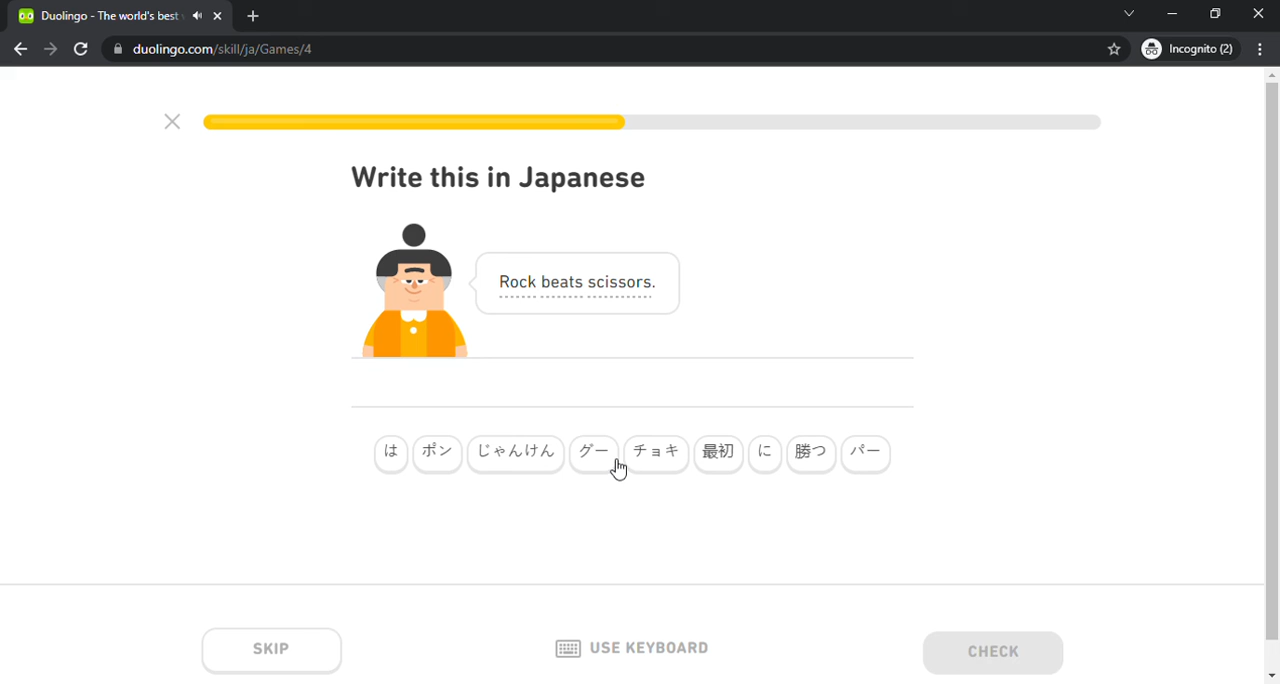 Duolingo - The world's best
duolingo.com/skill/ja/Games/4
Incognito (2)
Write this in Japanese
Rock beats scissors.
は ポン じゃんけん グー チョキ 最初 に 勝つ パー
SKIP
USE KEYBOARD
CHECK